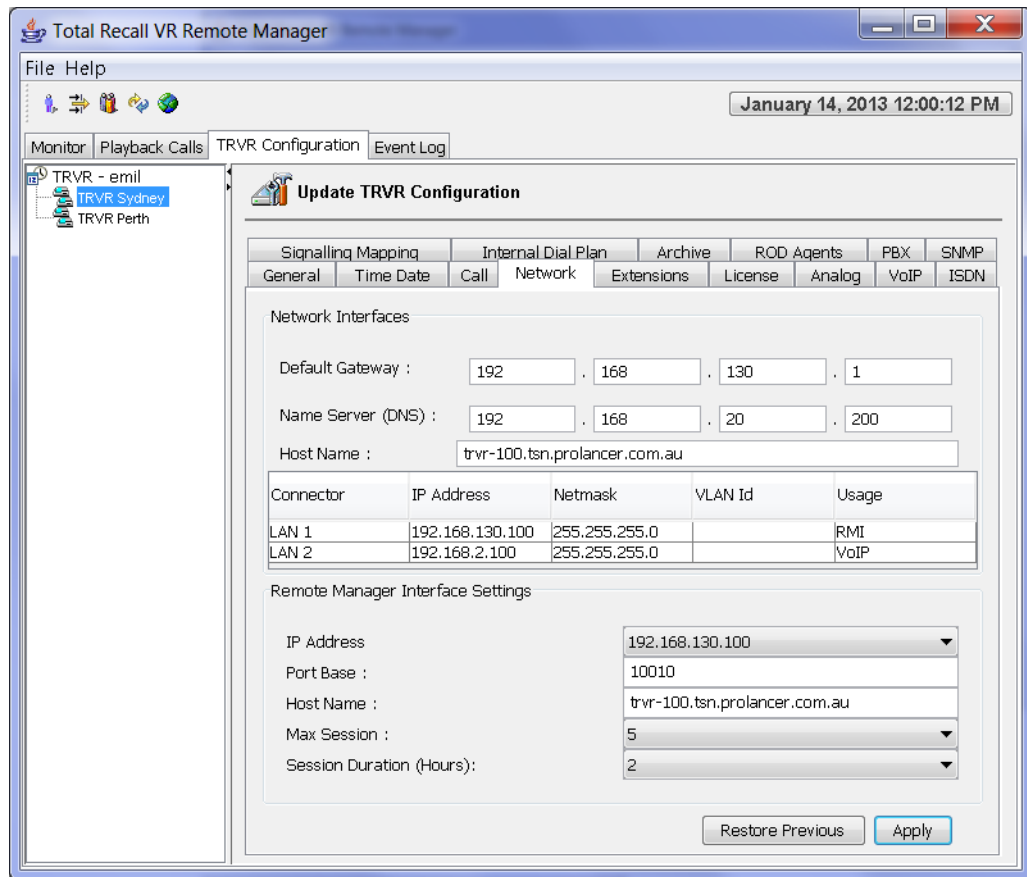 Total Recall VR Remote Manager
File Help
January 14, 2013 12:00:12 PM
Monitor Playback Calls TRVR Configuration Event Log
TRVR - emil
TRVR Sydney
TRVR Perth
Update TRVR Configuration
Signalling Mapping Internal Dial Plan Archive ROD Agents PBX SNMP
General Time Date Call Network Extensions License Analog VoIP ISDN
Network Interfaces
Default Gateway : 192 . 168 . 130 . 1
Name Server (DNS) : 192 . 168 . 20 . 200
Host Name : trvr-100.tsn.prolancer.com.au
Connector IP Address Netmask VLAN Id Usage
LAN 1 192.168.130.100 255.255.255.0 RMI
LAN 2 192.168.2.100 255.255.255.0 VoIP
Remote Manager Interface Settings
IP Address 192.168.130.100
Port Base : 10010
Host Name : trvr-100.tsn.prolancer.com.au
Max Session : 5
Session Duration (Hours): 2
Restore Previous Apply